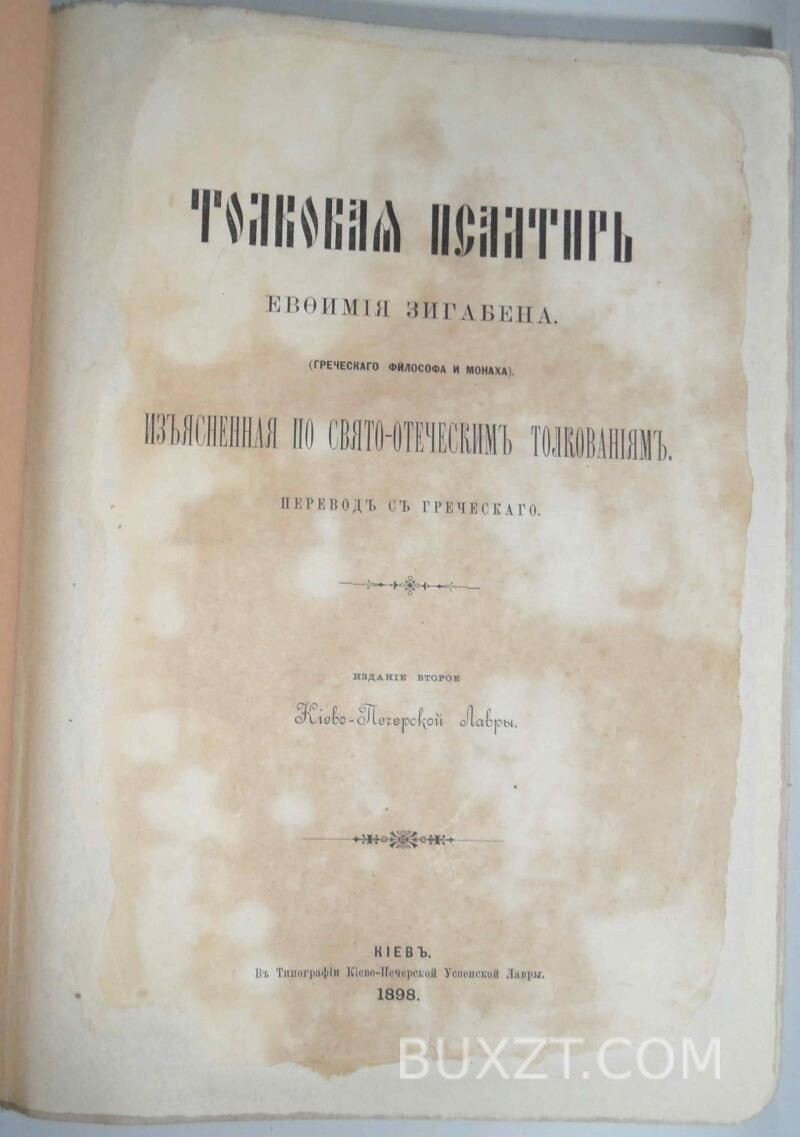 ТОЛКОВАѦ ПСАЛТИРЬ
ЕВѲИМІЯ ЗИГАБЕНА.
(ГРЕЧЕСКАГО ФИЛОСОФА И МОНАХА).
ИЗЪЯСНЕННАЯ ПО СВЯТО-ОТЕЧЕСКИМЪ ТОЛКОВАНІЯМЪ.
ПЕРЕВОДЪ СЪ ГРЕЧЕСКАГО.
ИЗДАНІЕ ВТОРОЕ
Кіево-Печерской Лавры.
КІЕВЪ.
Въ Типографіи Кіево-Печерской Успенской Лавры.
1898.
BUXZT.COM